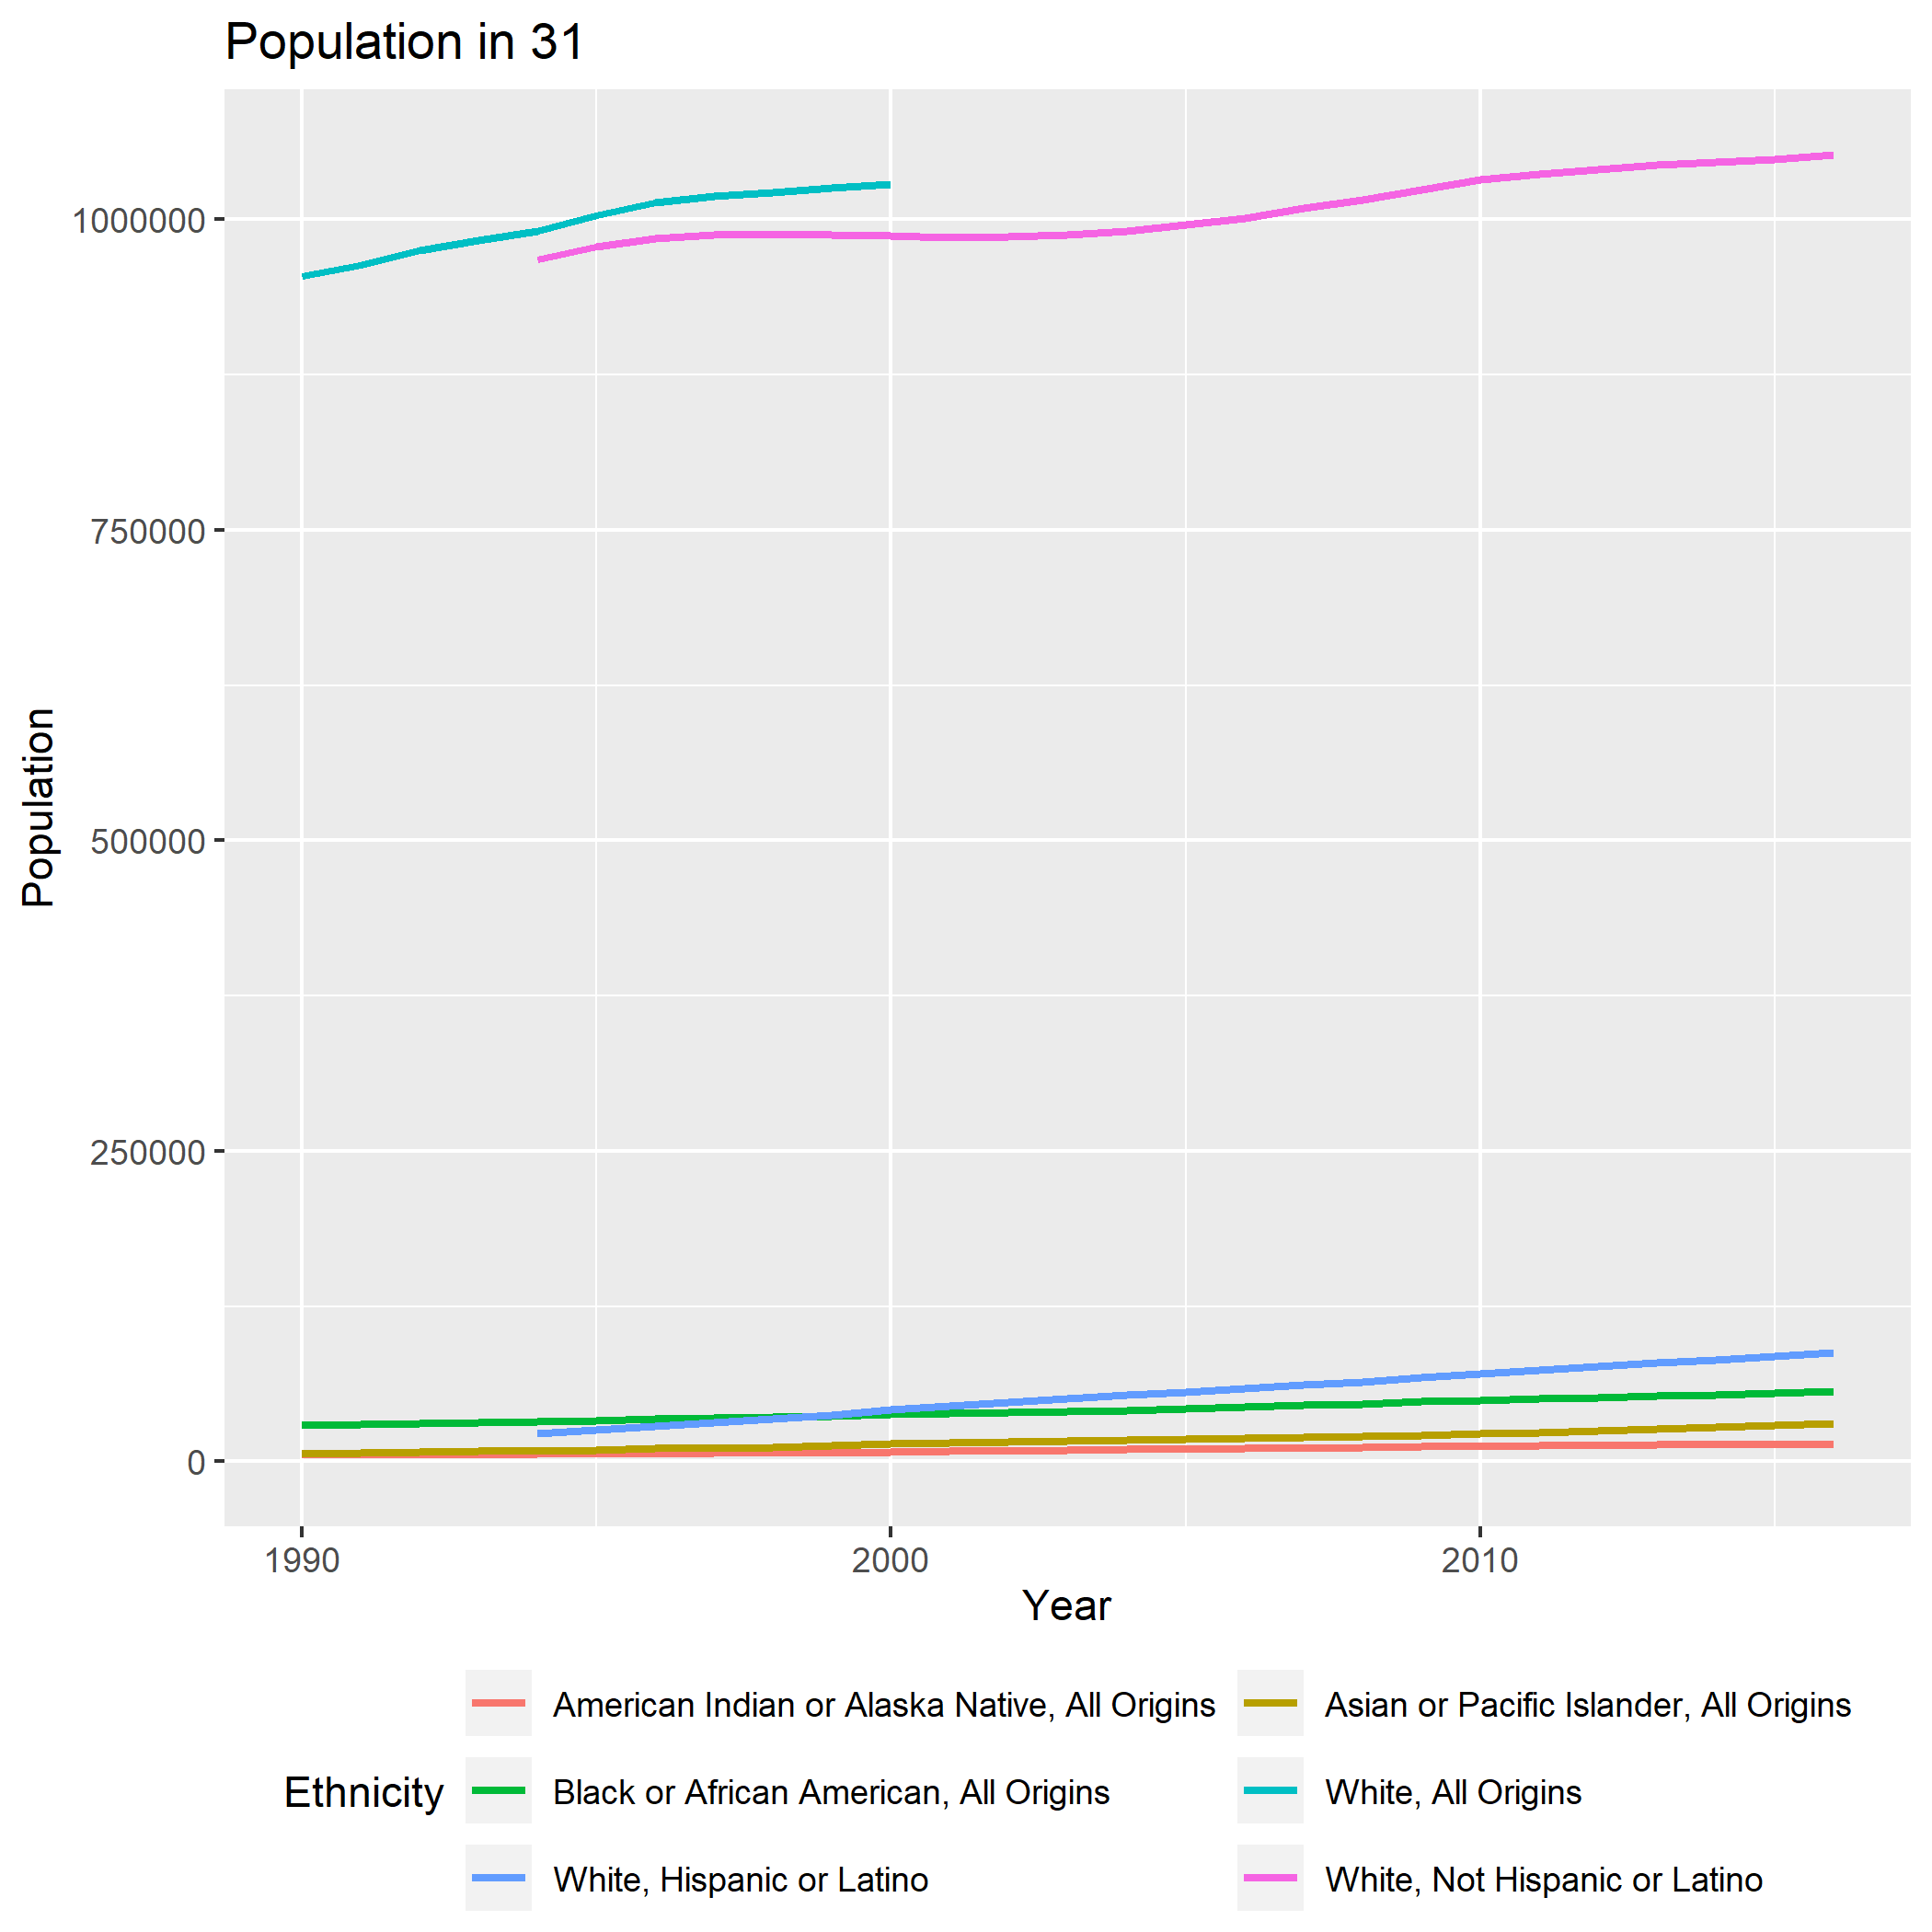 Population in 31
1000000
750000
500000
250000
0
Population
1990 2000 2010
Year
Ethnicity
American Indian or Alaska Native, All Origins
Asian or Pacific Islander, All Origins
Black or African American, All Origins
White, All Origins
White, Hispanic or Latino
White, Not Hispanic or Latino